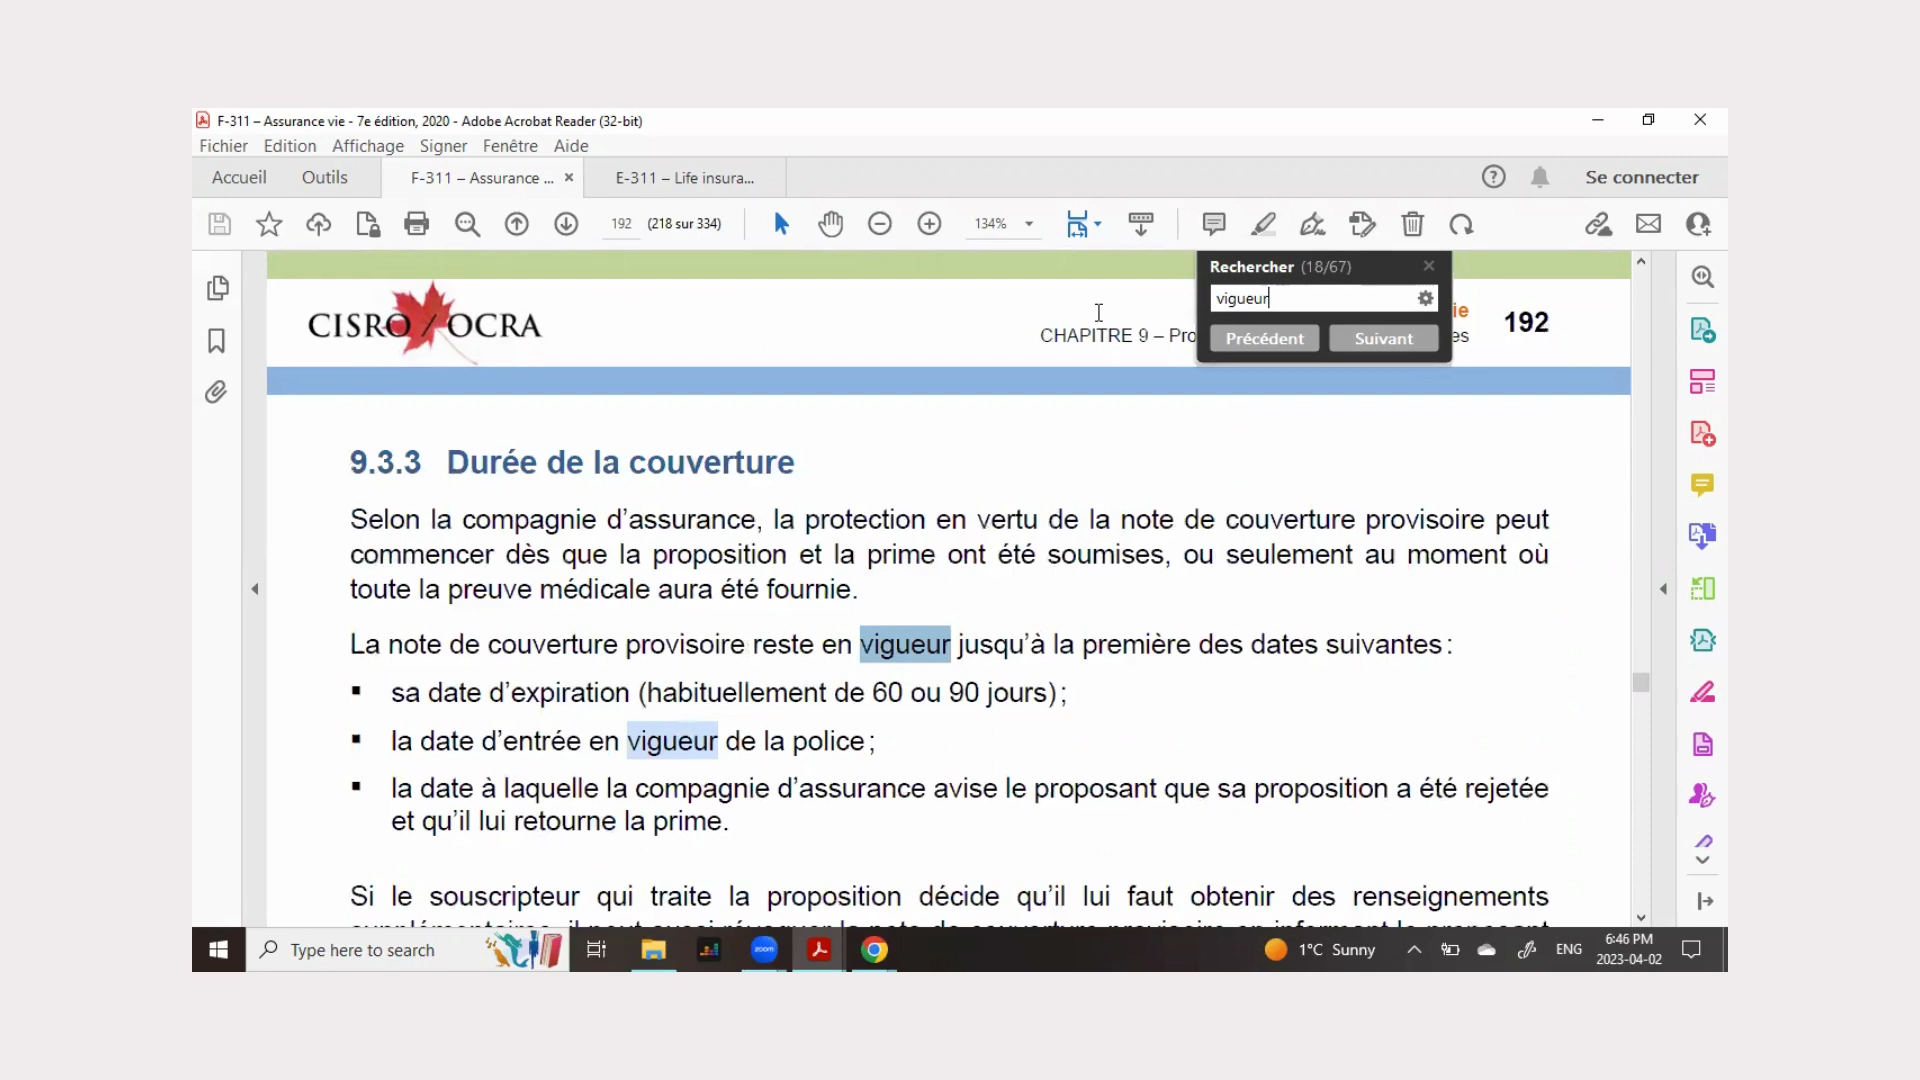 F-311 – Assurance vie - 7e édition, 2020 - Adobe Acrobat Reader (32-bit)
Fichier Edition Affichage Signer Fenêtre Aide
Accueil Outils F-311 – Assurance ... × E-311 – Life insura... Se connecter
192 (218 sur 334) 134%
Rechercher (18/67)
vigueur
Précédent Suivant
CISRO / OCRA
ie
CHAPITRE 9 – Pro es
192
9.3.3 Durée de la couverture
Selon la compagnie d’assurance, la protection en vertu de la note de couverture provisoire peut
commencer dès que la proposition et la prime ont été soumises, ou seulement au moment où
toute la preuve médicale aura été fournie.
La note de couverture provisoire reste en vigueur jusqu’à la première des dates suivantes :
▪ sa date d’expiration (habituellement de 60 ou 90 jours) ;
▪ la date d’entrée en vigueur de la police ;
▪ la date à laquelle la compagnie d’assurance avise le proposant que sa proposition a été rejetée
et qu’il lui retourne la prime.
Si le souscripteur qui traite la proposition décide qu’il lui faut obtenir des renseignements
Type here to search
zoom
1°C Sunny
ENG
6:46 PM
2023-04-02